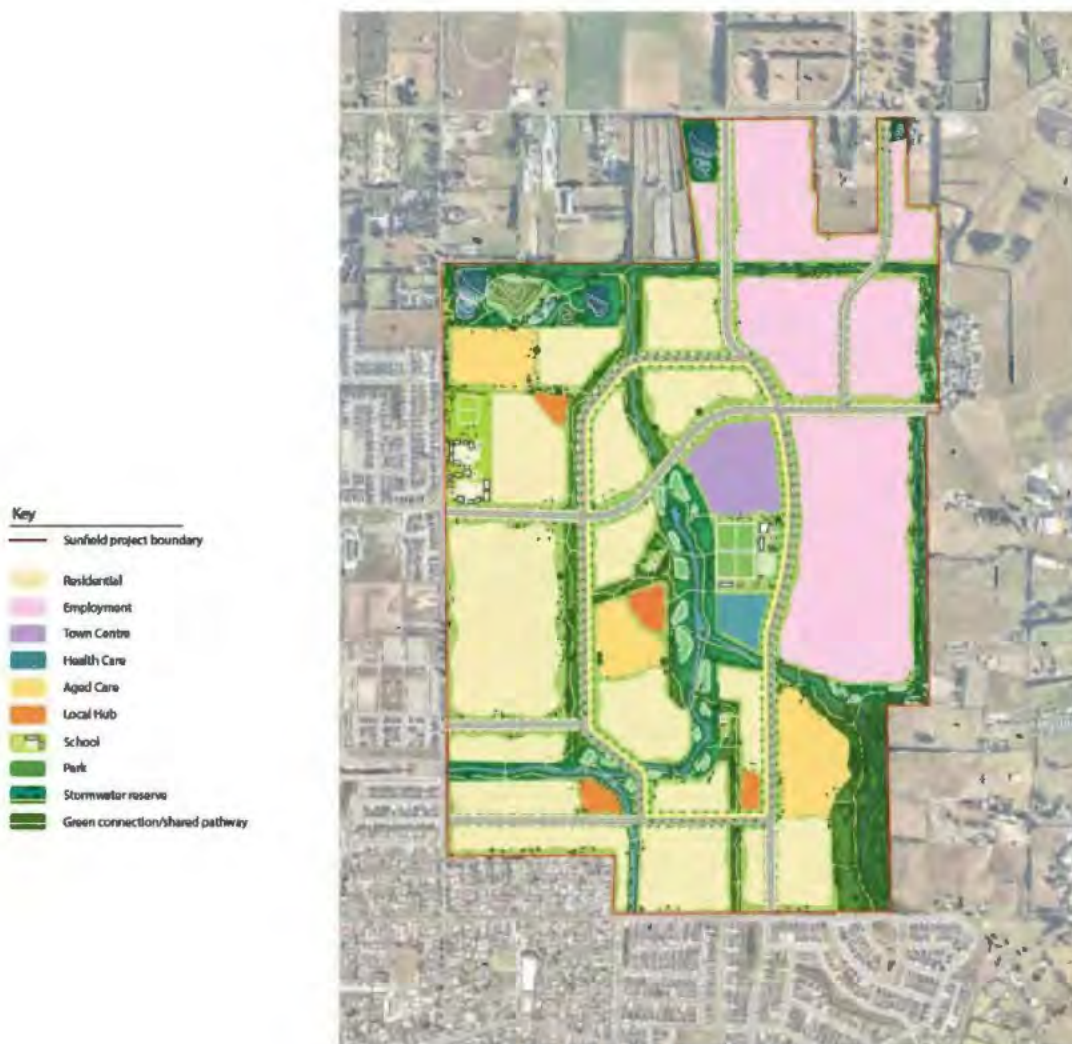 Key
Sunfield project boundary
Residential
Employment
Town Centre
Health Care
Aged Care
Local Hub
School
Park
Stormwater reserve
Green connection/shared pathway